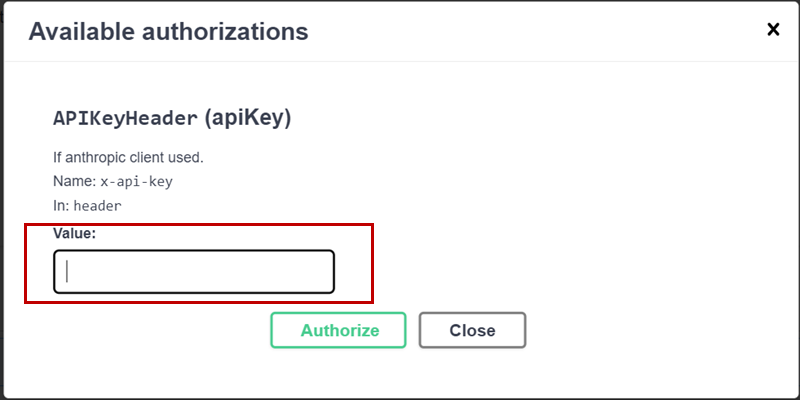 Available authorizations
APIKeyHeader (apiKey)
If anthropic client used.
Name: x-api-key
In: header
Value:
Authorize Close